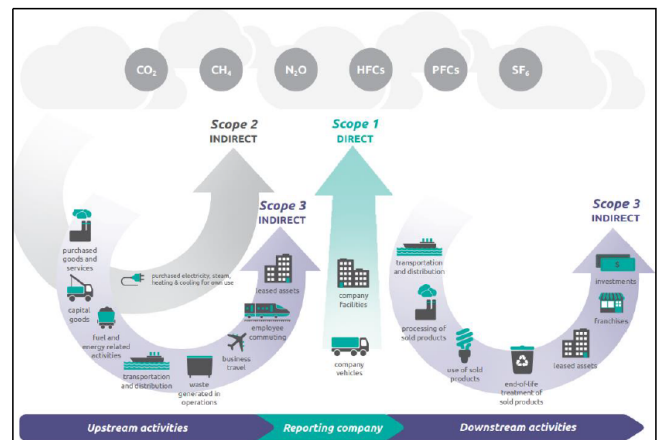 CO₂
CH₄
N₂O
HFCs
PFCs
SF₆
Scope 2
INDIRECT
Scope 1
DIRECT
Scope 3
INDIRECT
Scope 3
INDIRECT
purchased
goods and
services
capital
goods
fuel and
energy related
activities
transportation
and distribution
waste
generated in
operations
business
travel
employee
commuting
leased assets
purchased electricity, steam,
heating & cooling for own use
company
facilities
company
vehicles
transportation
and distribution
processing of
sold products
use of sold
products
end-of-life
treatment of
sold products
leased assets
franchises
$
investments
Upstream activities
Reporting company
Downstream activities